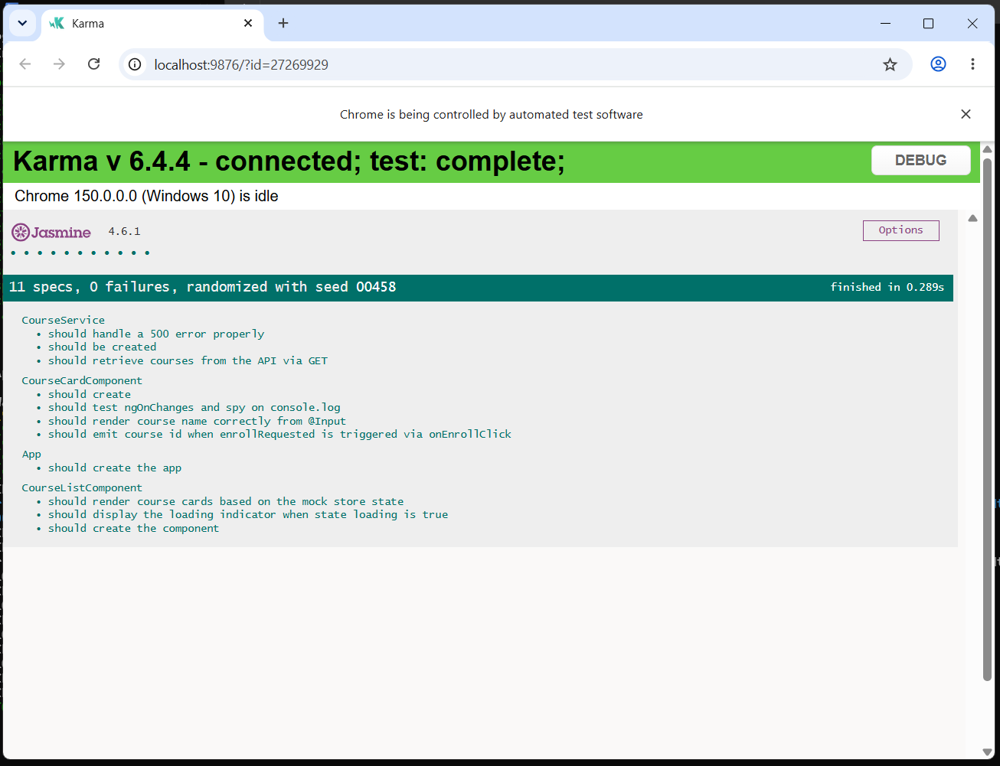 Karma
localhost:9876/?id=27269929
Chrome is being controlled by automated test software
Karma v 6.4.4 - connected; test: complete;
DEBUG
Chrome 150.0.0.0 (Windows 10) is idle
Jasmine 4.6.1
Options
• • • • • • • • • • •
11 specs, 0 failures, randomized with seed 00458
finished in 0.289s
CourseService
• should handle a 500 error properly
• should be created
• should retrieve courses from the API via GET
CourseCardComponent
• should create
• should test ngOnChanges and spy on console.log
• should render course name correctly from @Input
• should emit course id when enrollRequested is triggered via onEnrollClick
App
• should create the app
CourseListComponent
• should render course cards based on the mock store state
• should display the loading indicator when state loading is true
• should create the component